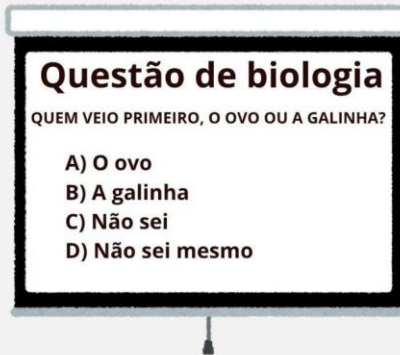 Questão de biologia
QUEM VEIO PRIMEIRO, O OVO OU A GALINHA?
A) O ovo
B) A galinha
C) Não sei
D) Não sei mesmo